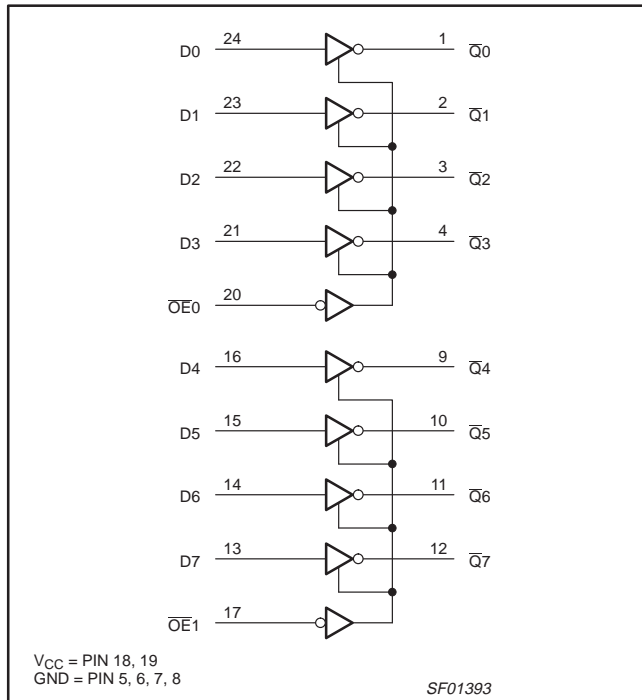 D0 24 1 Q̅0
D1 23 2 Q̅1
D2 22 3 Q̅2
D3 21 4 Q̅3
O̅E̅0 20
D4 16 9 Q̅4
D5 15 10 Q̅5
D6 14 11 Q̅6
D7 13 12 Q̅7
O̅E̅1 17
VCC = PIN 18, 19
GND = PIN 5, 6, 7, 8
SF01393